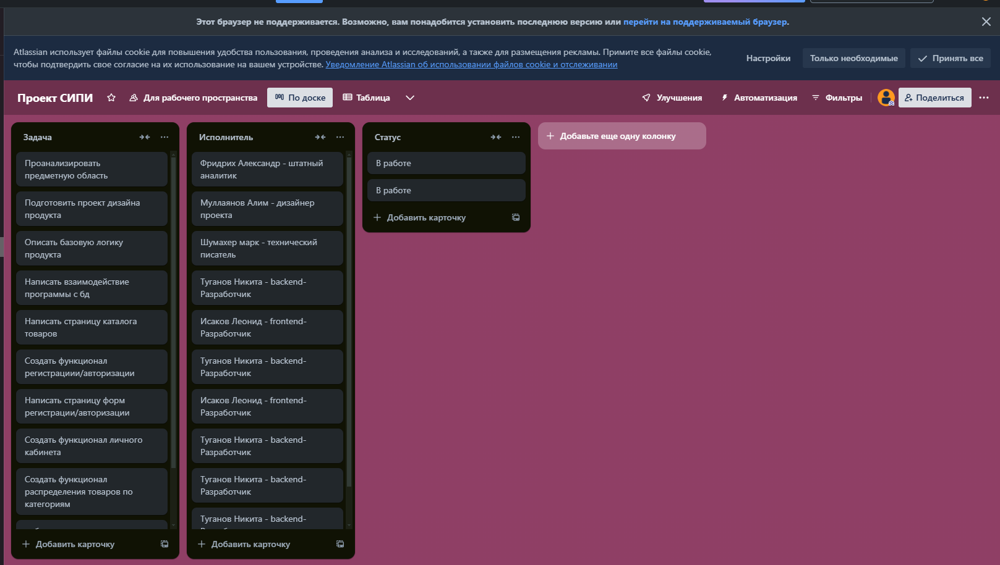 Этот браузер не поддерживается. Возможно, вам понадобится установить последнюю версию или перейти на поддерживаемый браузер.
Atlassian использует файлы cookie для повышения удобства пользования, проведения анализа и исследований, а также для размещения рекламы. Примите все файлы cookie,
чтобы подтвердить свое согласие на их использование на вашем устройстве. Уведомление Atlassian об использовании файлов cookie и отслеживании
Настройки
Только необходимые
Принять все
Проект СИПИ
Для рабочего пространства
По доске
Таблица
Улучшения
Автоматизация
Фильтры
Поделиться
Задача
Проанализировать
предметную область
Подготовить проект дизайна
продукта
Описать базовую логику
продукта
Написать взаимодействие
программы с бд
Написать страницу каталога
товаров
Создать функционал
регистрациии/авторизации
Написать страницу форм
регистрации/авторизации
Создать функционал личного
кабинета
Создать функционал
распределения товаров по
категориям
Добавить карточку
Исполнитель
Фридрих Александр - штатный
аналитик
Муллаянов Алим - дизайнер
проекта
Шумахер марк - технический
писатель
Туганов Никита - backend-
Разработчик
Исаков Леонид - frontend-
Разработчик
Туганов Никита - backend-
Разработчик
Исаков Леонид - frontend-
Разработчик
Туганов Никита - backend-
Разработчик
Туганов Никита - backend-
Разработчик
Туганов Никита - backend-
Добавить карточку
Статус
В работе
В работе
Добавить карточку
Добавьте еще одну колонку